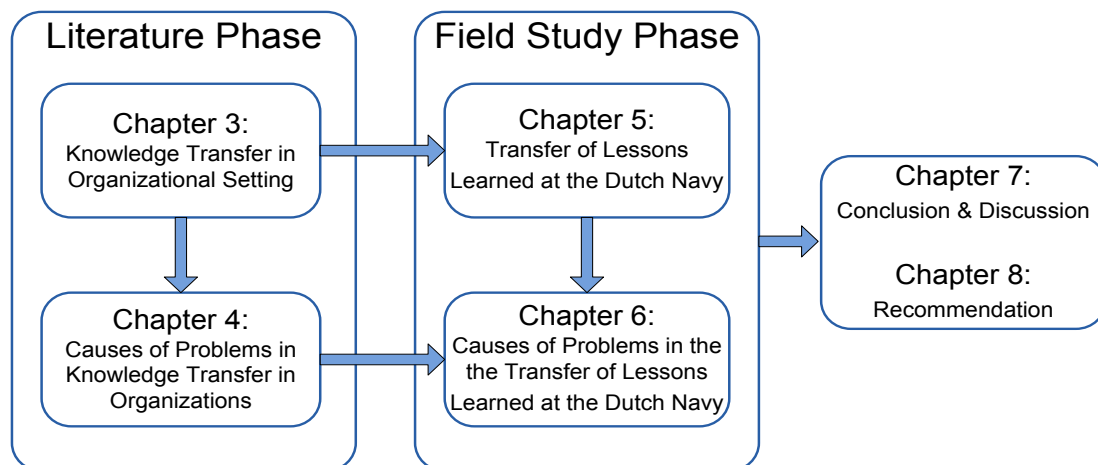 Literature Phase
Chapter 3:
Knowledge Transfer in
Organizational Setting
Chapter 4:
Causes of Problems in
Knowledge Transfer in
Organizations
Field Study Phase
Chapter 5:
Transfer of Lessons
Learned at the Dutch Navy
Chapter 6:
Causes of Problems in the
the Transfer of Lessons
Learned at the Dutch Navy
Chapter 7:
Conclusion & Discussion
Chapter 8:
Recommendation